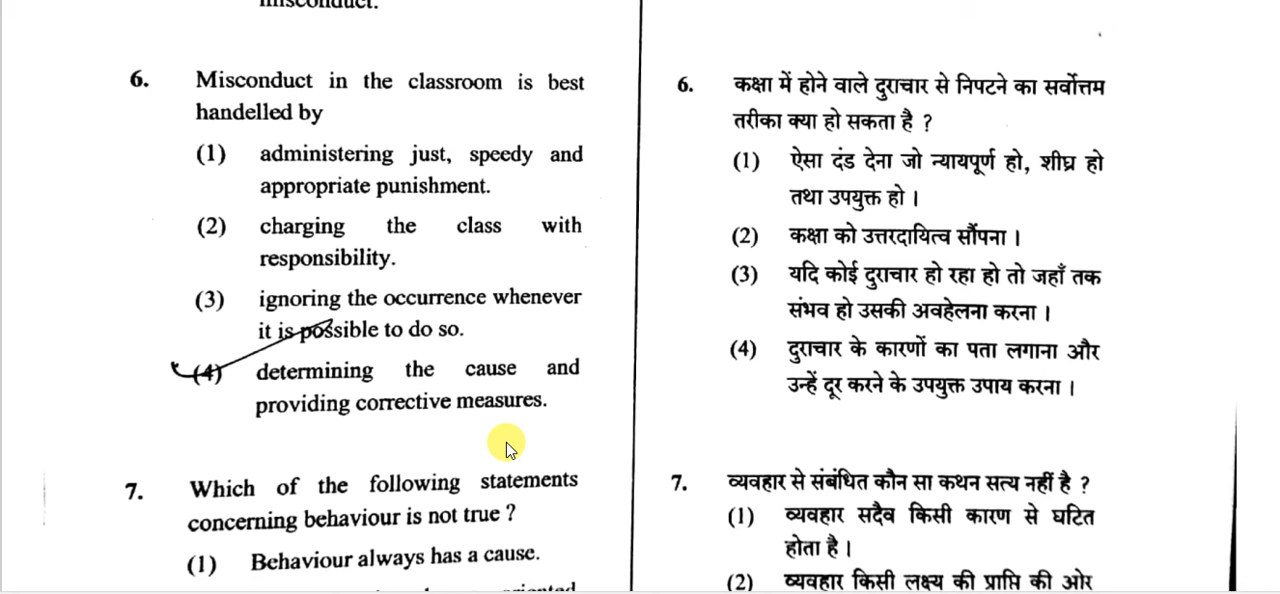 misconduct.
6. Misconduct in the classroom is best
handelled by
(1) administering just, speedy and
appropriate punishment.
(2) charging the class with
responsibility.
(3) ignoring the occurrence whenever
it is possible to do so.
(4) determining the cause and
providing corrective measures.
7. Which of the following statements
concerning behaviour is not true ?
(1) Behaviour always has a cause.
6. कक्षा में होने वाले दुराचार से निपटने का सर्वोत्तम
तरीका क्या हो सकता है ?
(1) ऐसा दंड देना जो न्यायपूर्ण हो, शीघ्र हो
तथा उपयुक्त हो ।
(2) कक्षा को उत्तरदायित्व सौंपना ।
(3) यदि कोई दुराचार हो रहा हो तो जहाँ तक
संभव हो उसकी अवहेलना करना ।
(4) दुराचार के कारणों का पता लगाना और
उन्हें दूर करने के उपयुक्त उपाय करना ।
7. व्यवहार से संबंधित कौन सा कथन सत्य नहीं है ?
(1) व्यवहार सदैव किसी कारण से घटित
होता है ।
(2) व्यवहार किसी लक्ष्य की प्राप्ति की ओर